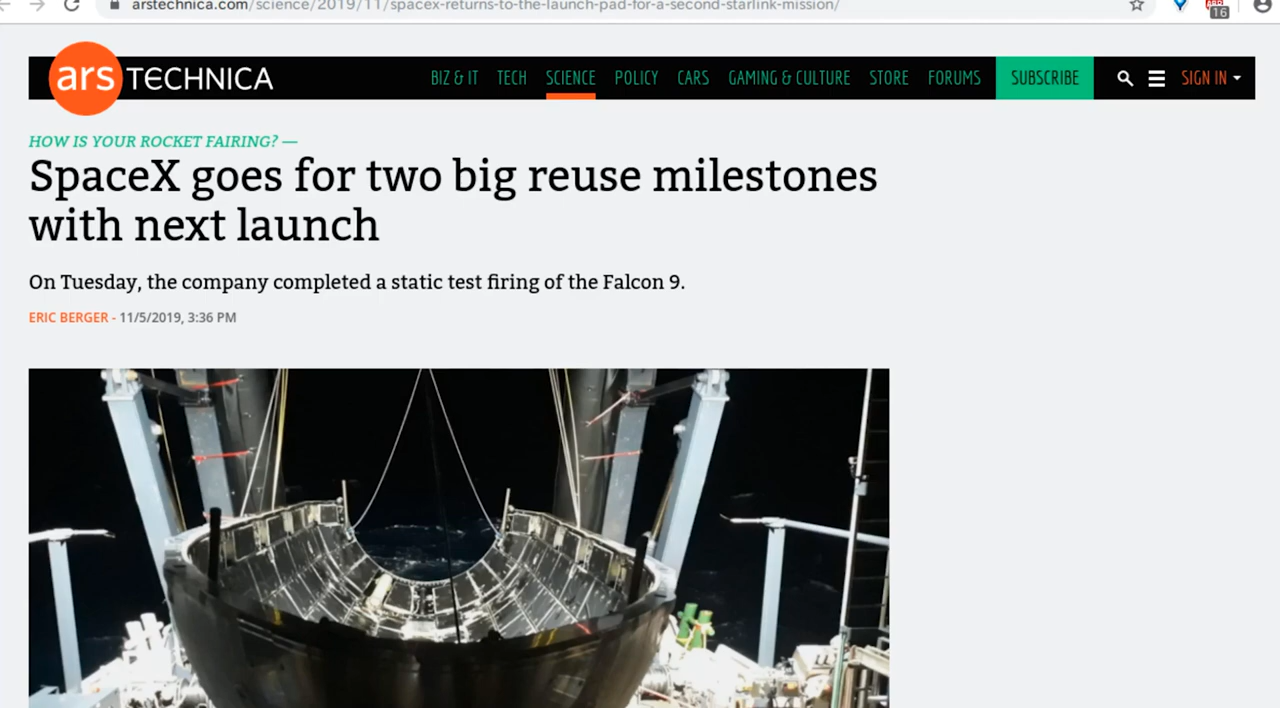 arstechnica.com/science/2019/11/spacex-returns-to-the-launch-pad-for-a-second-starlink-mission/
16
ars TECHNICA
BIZ & IT TECH SCIENCE POLICY CARS GAMING & CULTURE STORE FORUMS SUBSCRIBE SIGN IN
HOW IS YOUR ROCKET FAIRING? —
SpaceX goes for two big reuse milestones
with next launch
On Tuesday, the company completed a static test firing of the Falcon 9.
ERIC BERGER - 11/5/2019, 3:36 PM